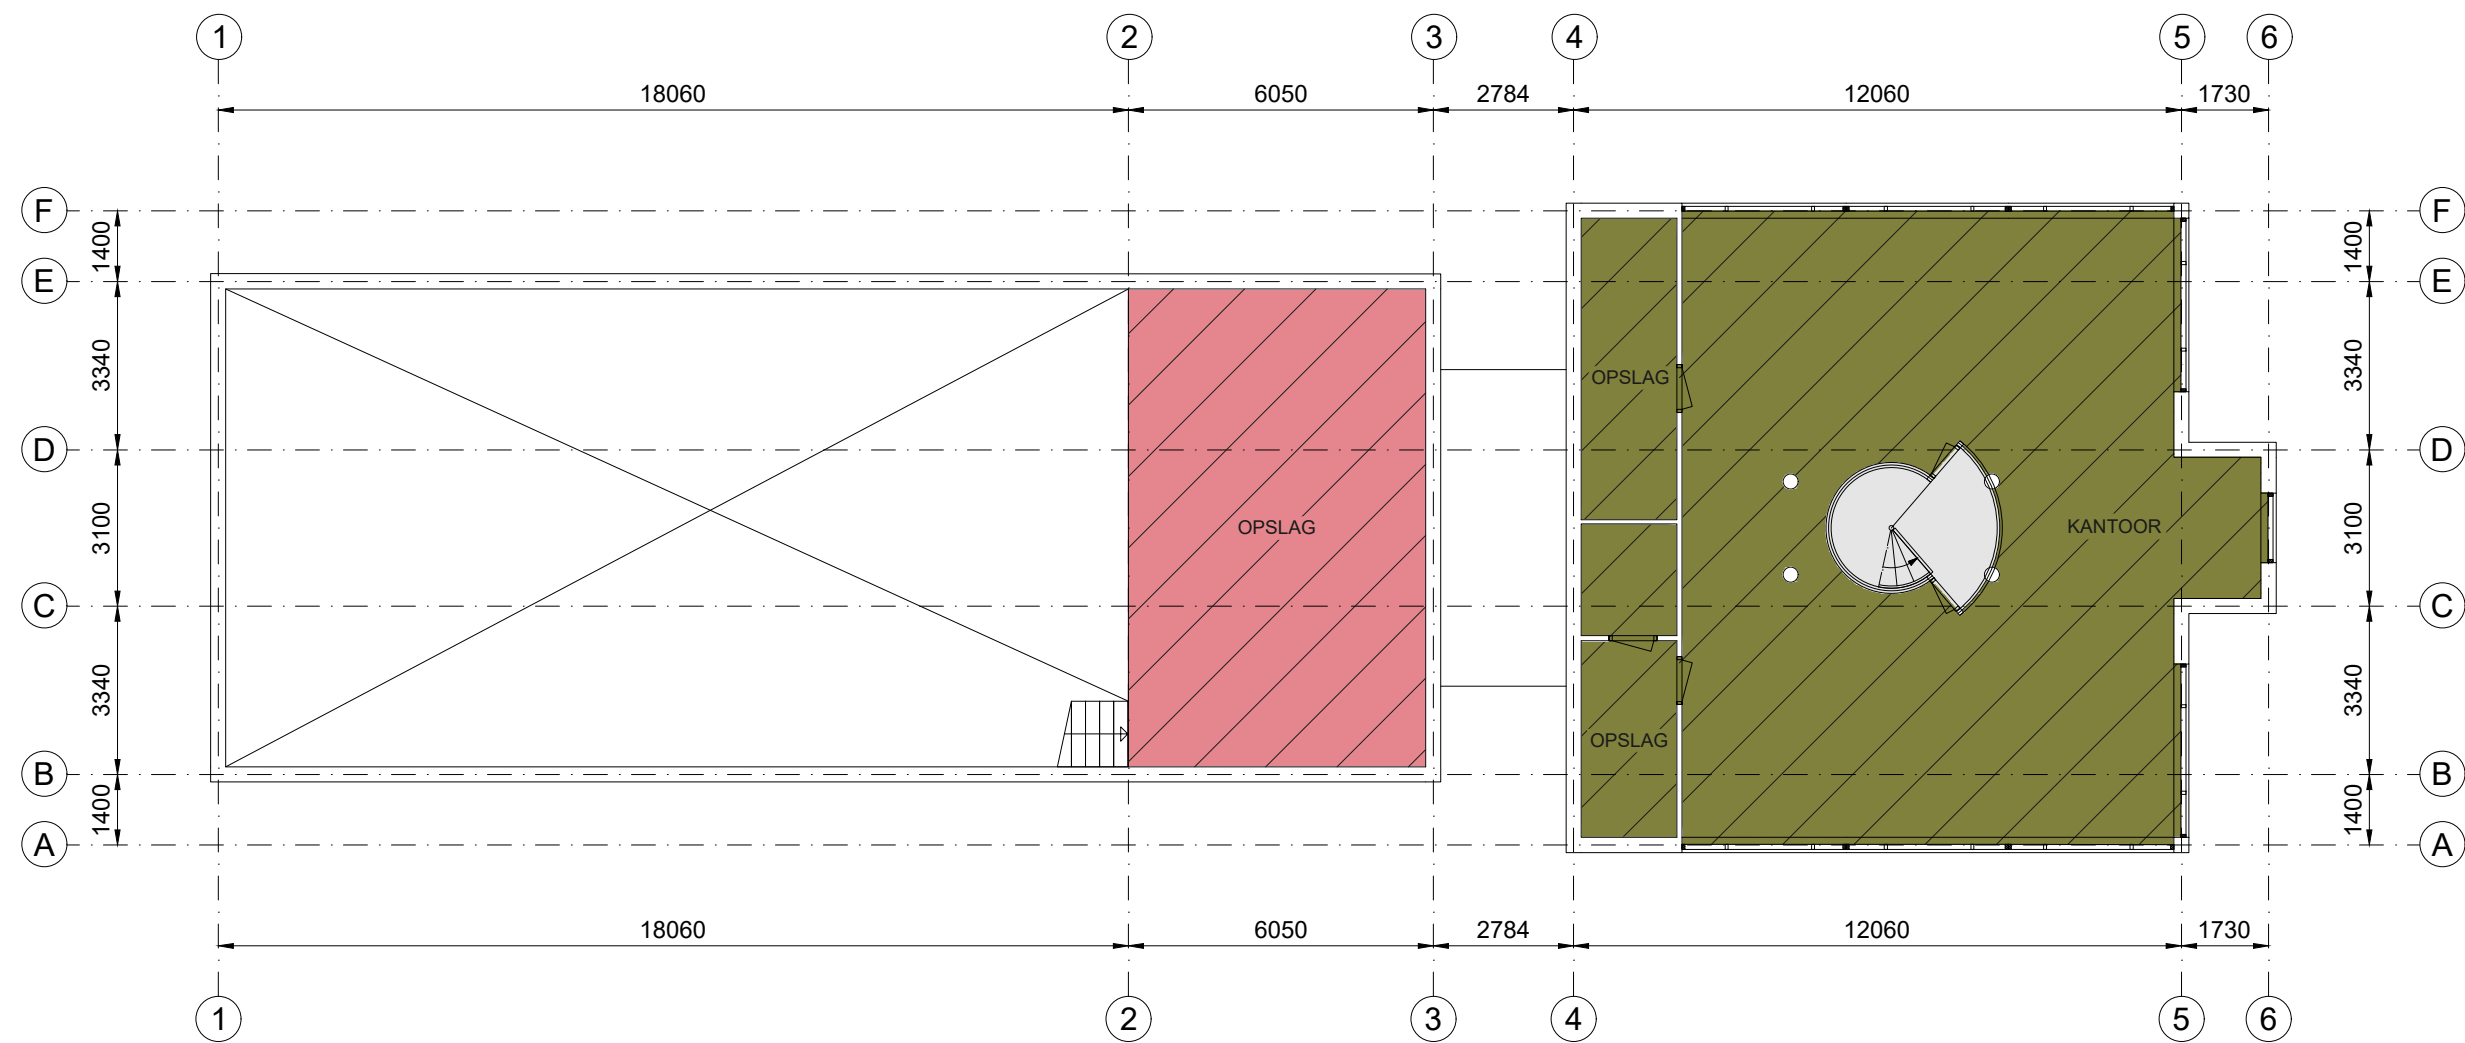 1 2 3 4 5 6
18060 6050 2784 12060 1730
F F
1400 1400
E E
3340 3340
OPSLAG
D D
3100 OPSLAG KANTOOR 3100
C C
3340 3340
OPSLAG
B B
1400 1400
A A
18060 6050 2784 12060 1730
1 2 3 4 5 6